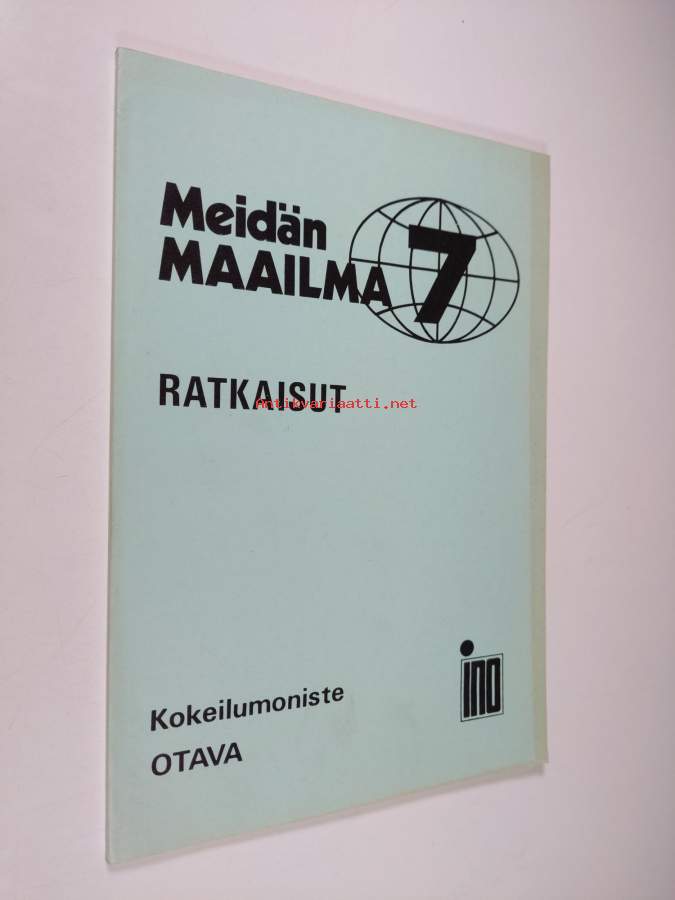 Meidän
MAAILMA 7
RATKAISUT
Antikvariaatti.net
ino
Kokeilumoniste
OTAVA